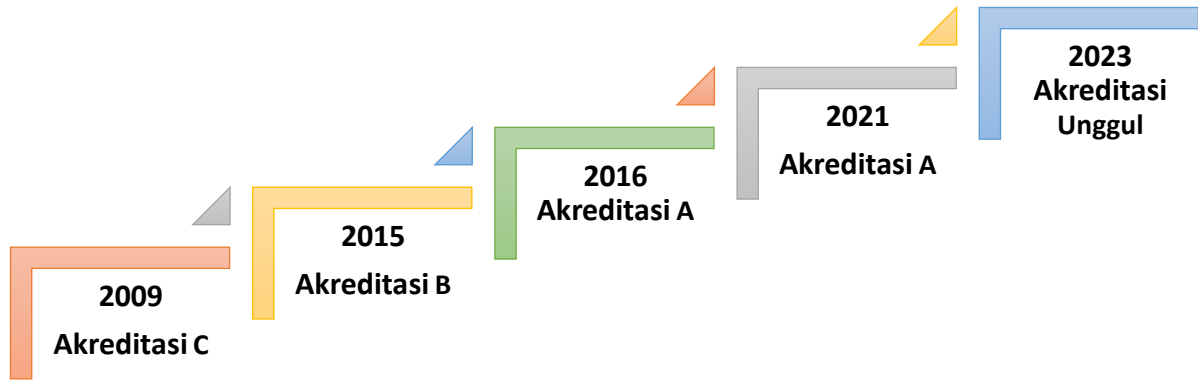 2009
Akreditasi C
2015
Akreditasi B
2016
Akreditasi A
2021
Akreditasi A
2023
Akreditasi
Unggul